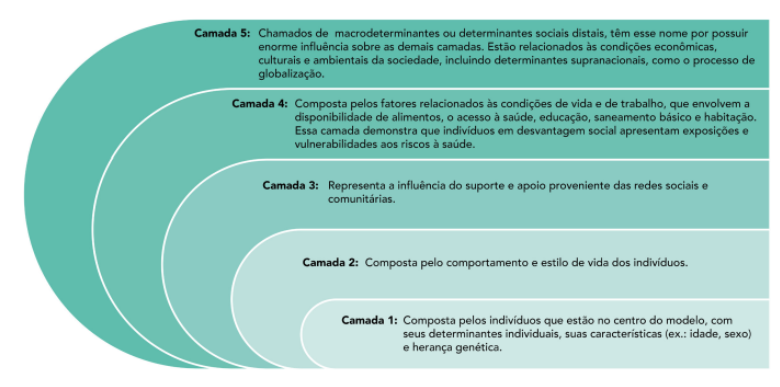 Camada 5: Chamados de macrodeterminantes ou determinantes sociais distais, têm esse nome por possuir
enorme influência sobre as demais camadas. Estão relacionados às condições econômicas,
culturais e ambientais da sociedade, incluindo determinantes supranacionais, como o processo de
globalização.
Camada 4: Composta pelos fatores relacionados às condições de vida e de trabalho, que envolvem a
disponibilidade de alimentos, o acesso à saúde, educação, saneamento básico e habitação.
Essa camada demonstra que indivíduos em desvantagem social apresentam exposições e
vulnerabilidades aos riscos à saúde.
Camada 3: Representa a influência do suporte e apoio proveniente das redes sociais e
comunitárias.
Camada 2: Composta pelo comportamento e estilo de vida dos indivíduos.
Camada 1: Composta pelos indivíduos que estão no centro do modelo, com
seus determinantes individuais, suas características (ex.: idade, sexo)
e herança genética.